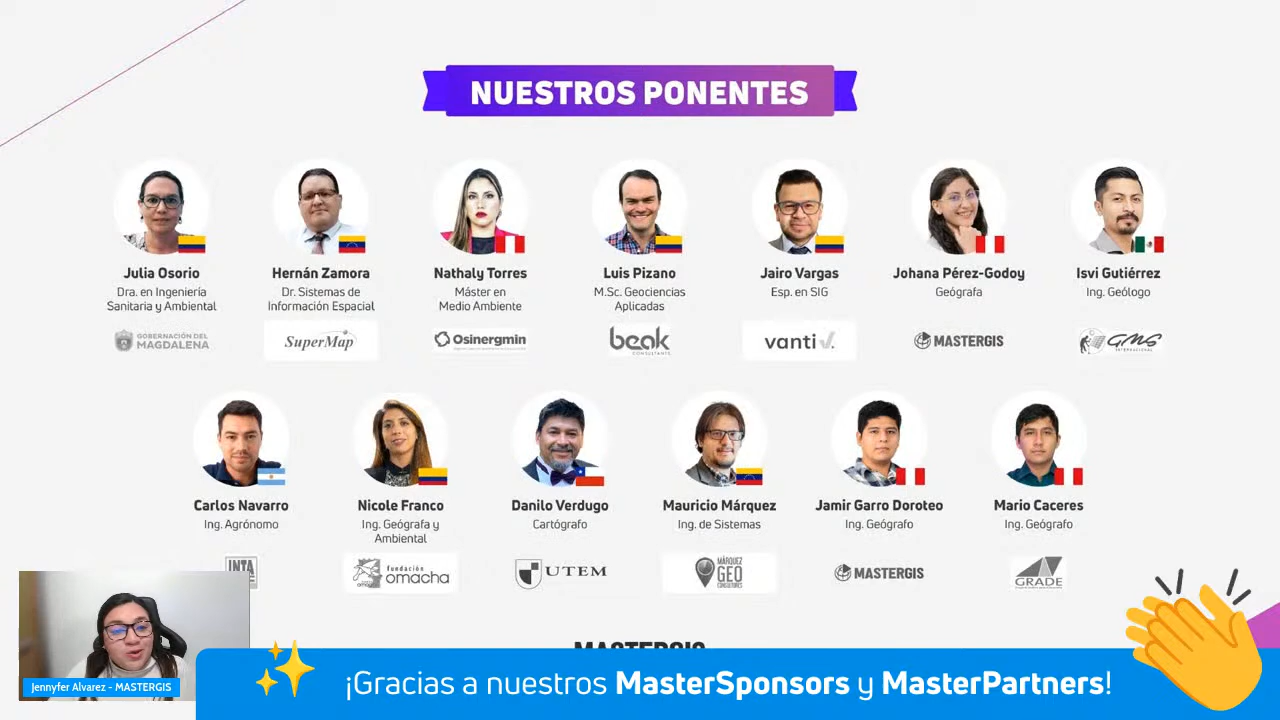 NUESTROS PONENTES
Julia Osorio
Dra. en Ingeniería
Sanitaria y Ambiental
GOBERNACIÓN DEL
MAGDALENA
Hernán Zamora
Dr. Sistemas de
Información Espacial
SuperMap
Nathaly Torres
Máster en
Medio Ambiente
Osinergmin
Luis Pizano
M.Sc. Geociencias
Aplicadas
beak
CONSULTANTS
Jairo Vargas
Esp. en SIG
vanti
Johana Pérez-Godoy
Geógrafa
MASTERGIS
Isvi Gutiérrez
Ing. Geólogo
GMS
INTERNACIONAL
Carlos Navarro
Ing. Agrónomo
INTA
Nicole Franco
Ing. Geógrafa y
Ambiental
fundación
omacha
Danilo Verdugo
Cartógrafo
UTEM
Mauricio Márquez
Ing. de Sistemas
MÁRQUEZ
GEO
CONSULTORES
Jamir Garro Doroteo
Ing. Geógrafo
MASTERGIS
Mario Caceres
Ing. Geógrafo
GRADE
MASTERGIS
Jennyfer Alvarez - MASTERGIS
¡Gracias a nuestros MasterSponsors y MasterPartners!